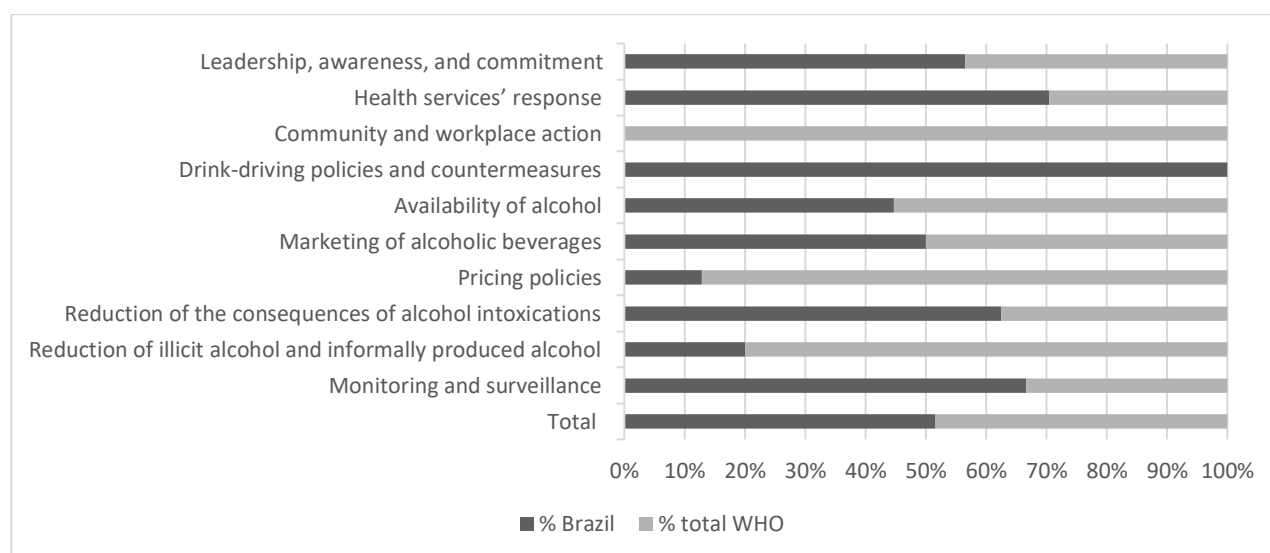 Leadership, awareness, and commitment
Health services’ response
Community and workplace action
Drink-driving policies and countermeasures
Availability of alcohol
Marketing of alcoholic beverages
Pricing policies
Reduction of the consequences of alcohol intoxications
Reduction of illicit alcohol and informally produced alcohol
Monitoring and surveillance
Total
0% 10% 20% 30% 40% 50% 60% 70% 80% 90% 100%
% Brazil % total WHO